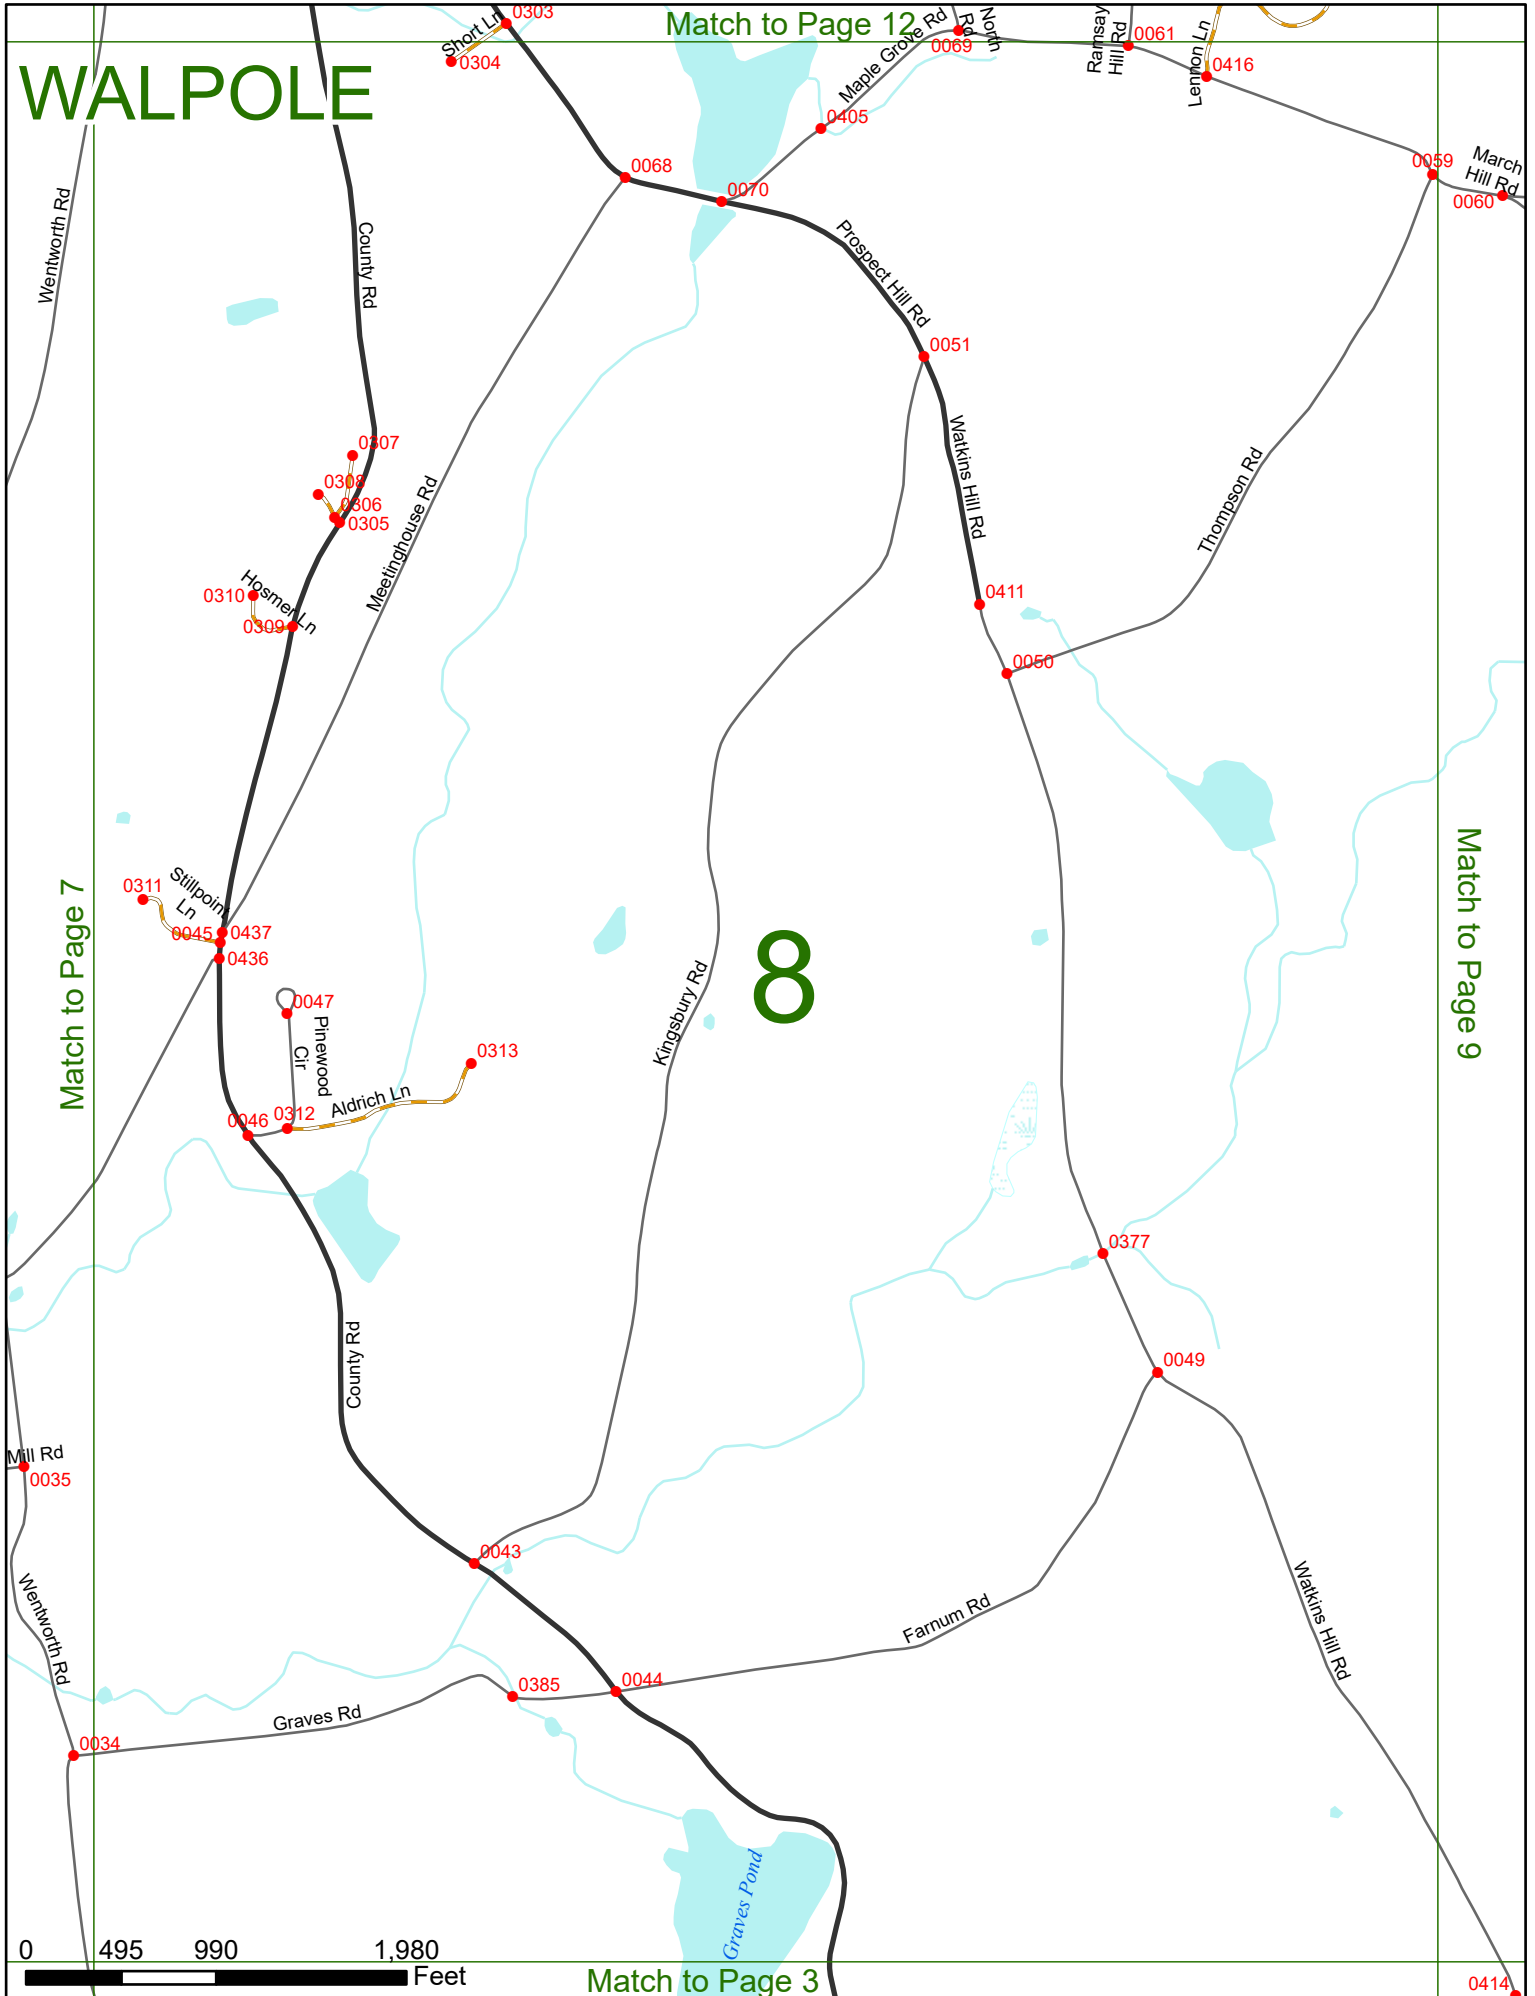 Match to Page 12
WALPOLE
0303
Short Ln
0304
Maple Grove Rd
0069
North
Rd
Ramsay
Hill Rd
0061
Lennon Ln
0416
0405
0068
0070
0059
March
Hill Rd
0060
Wentworth Rd
County Rd
Prospect Hill Rd
0051
0307
0308
0306
0305
Meetinghouse Rd
Watkins Hill Rd
Thompson Rd
0310
Hosmer Ln
0309
0411
0050
Match to Page 7
0311
Stillpoint
Ln
0045
0437
0436
8
Match to Page 9
0047
Pinewood
Cir
Kingsbury Rd
0313
Aldrich Ln
0046
0312
0377
County Rd
0049
Mill Rd
0035
0043
Wentworth Rd
Farnum Rd
Watkins Hill Rd
0385
0044
Graves Rd
0034
Graves Pond
0 495 990 1,980
Feet
Match to Page 3
0414